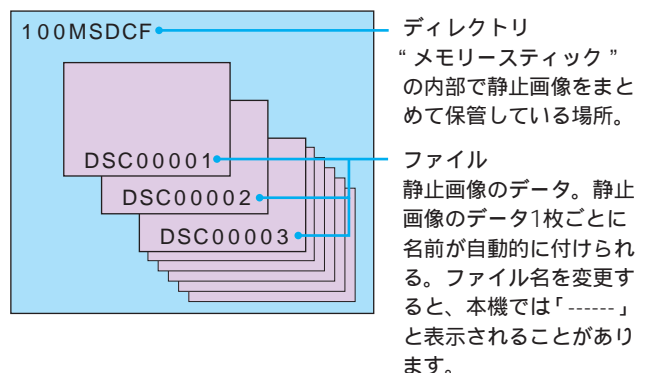 100MSDCF
DSC00001
DSC00002
DSC00003
ディレクトリ
“メモリースティック”
の内部で静止画像をまと
めて保管している場所。
ファイル
静止画像のデータ。静止
画像のデータ1枚ごとに
名前が自動的に付けられ
る。ファイル名を変更す
ると、本機では「------」
と表示されることがあり
ます。